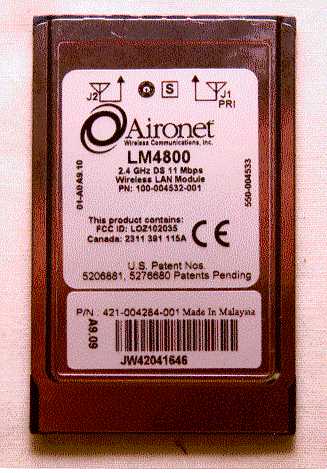 J2
S
J1
PRI
Aironet
Wireless Communications, Inc.
LM4800
2.4 GHz DS 11 Mbps
Wireless LAN Module
PN: 100-004532-001
01-A0A9.10
550-004533
This product contains:
FCC ID: LOZ102035
Canada: 2311 391 115A
CE
U.S. Patent Nos.
5206881, 5276680 Patents Pending
P/N : 421-004284-001 Made In Malaysia
A9.09
JW42041646